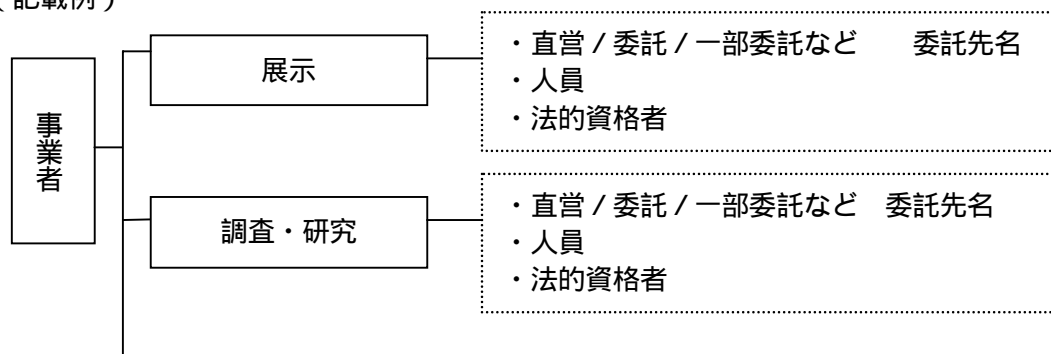 (記載例)
事業者
展示
・直営/委託/一部委託など　　委託先名
・人員
・法的資格者
調査・研究
・直営/委託/一部委託など　委託先名
・人員
・法的資格者